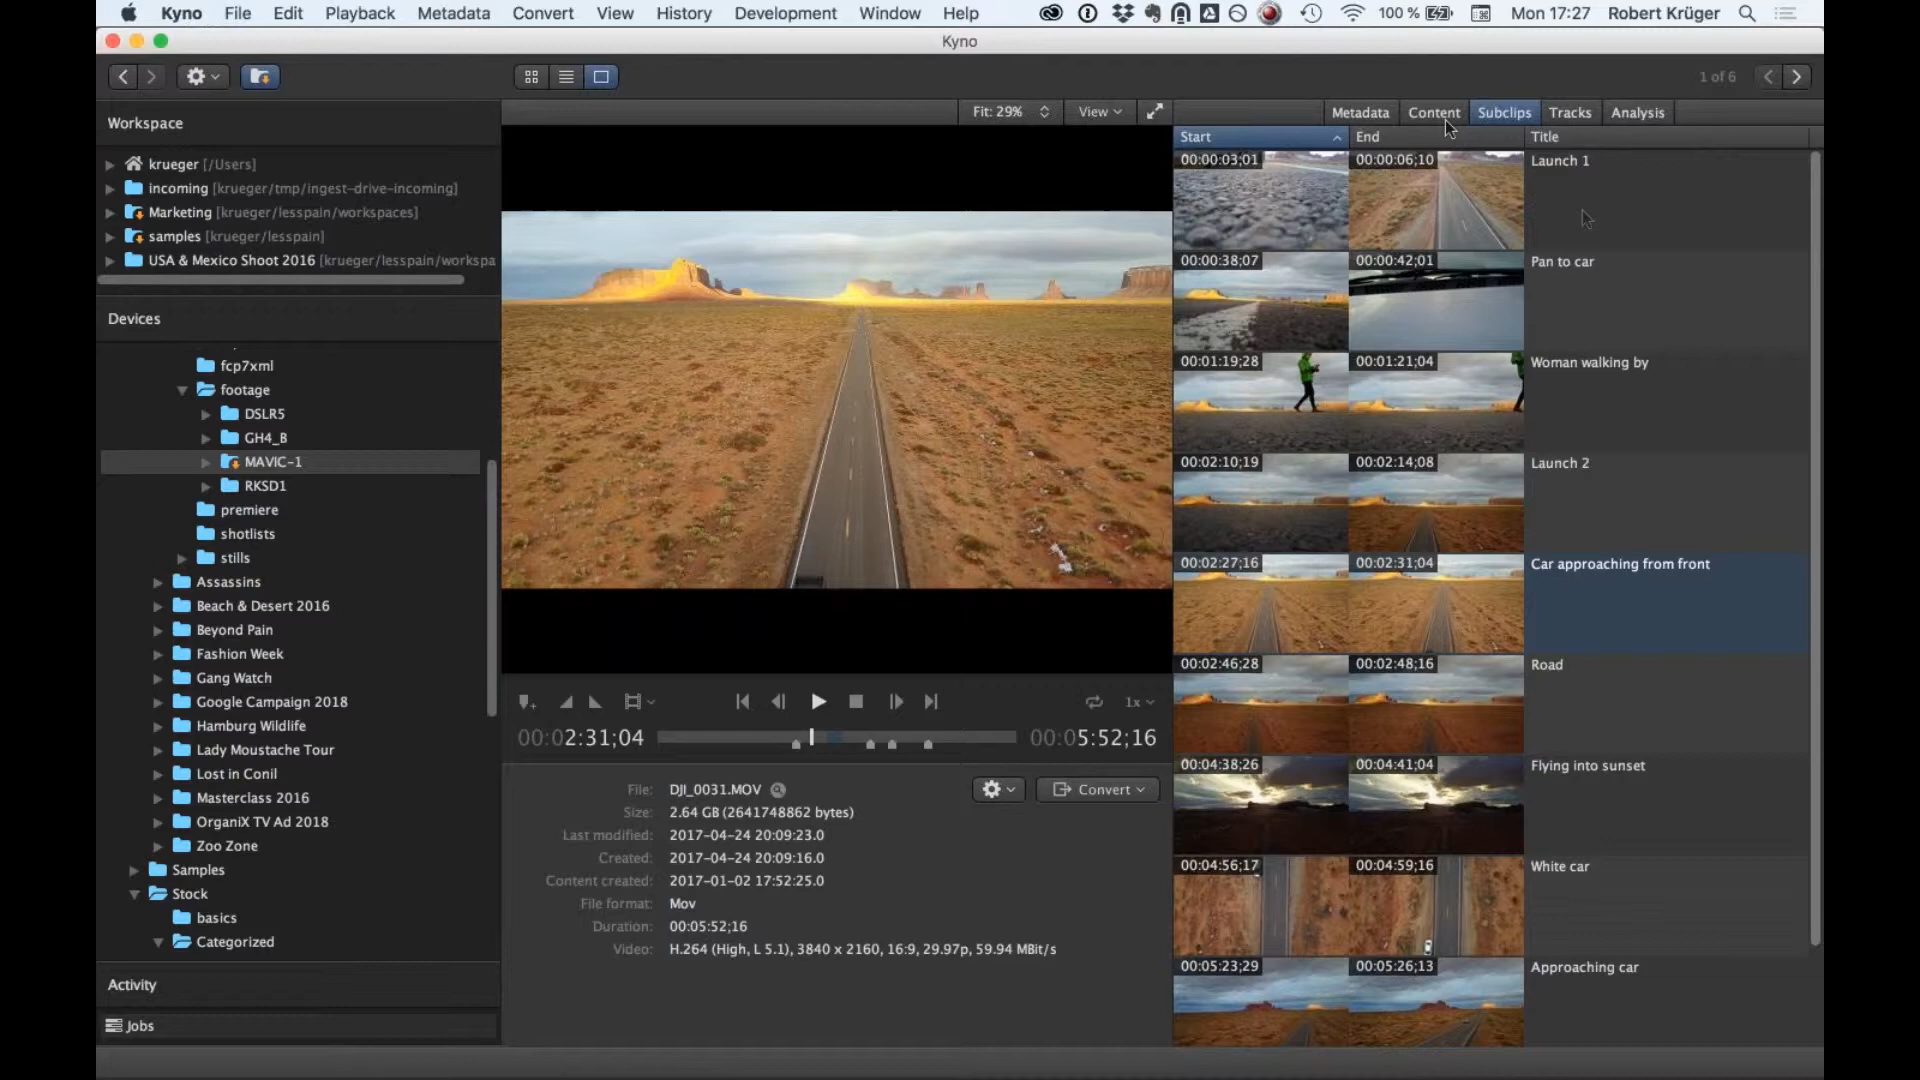 Kyno File Edit Playback Metadata Convert View History Development Window Help 100 % Mon 17:27 Robert Krüger
Kyno
1 of 6
Fit: 29% View Metadata Content Subclips Tracks Analysis
Workspace
krueger [/Users]
incoming [krueger/tmp/ingest-drive-incoming]
Marketing [krueger/lesspain/workspaces]
samples [krueger/lesspain]
USA & Mexico Shoot 2016 [krueger/lesspain/workspa
Devices
fcp7xml
footage
DSLR5
GH4_B
MAVIC-1
RKSD1
premiere
shotlists
stills
Assassins
Beach & Desert 2016
Beyond Pain
Fashion Week
Gang Watch
Google Campaign 2018
Hamburg Wildlife
Lady Moustache Tour
Lost in Conil
Masterclass 2016
OrganiX TV Ad 2018
Zoo Zone
Samples
Stock
basics
Categorized
Activity
Jobs
1x
00:02:31;04 00:05:52;16
File: DJI_0031.MOV
Convert
Size: 2.64 GB (2641748862 bytes)
Last modified: 2017-04-24 20:09:23.0
Created: 2017-04-24 20:09:16.0
Content created: 2017-01-02 17:52:25.0
File format: Mov
Duration: 00:05:52;16
Video: H.264 (High, L 5.1), 3840 x 2160, 16:9, 29.97p, 59.94 MBit/s
Start End Title
00:00:03;01 00:00:06;10 Launch 1
00:00:38;07 00:00:42;01 Pan to car
00:01:19;28 00:01:21;04 Woman walking by
00:02:10;19 00:02:14;08 Launch 2
00:02:27;16 00:02:31;04 Car approaching from front
00:02:46;28 00:02:48;16 Road
00:04:38;26 00:04:41;04 Flying into sunset
00:04:56;17 00:04:59;16 White car
00:05:23;29 00:05:26;13 Approaching car